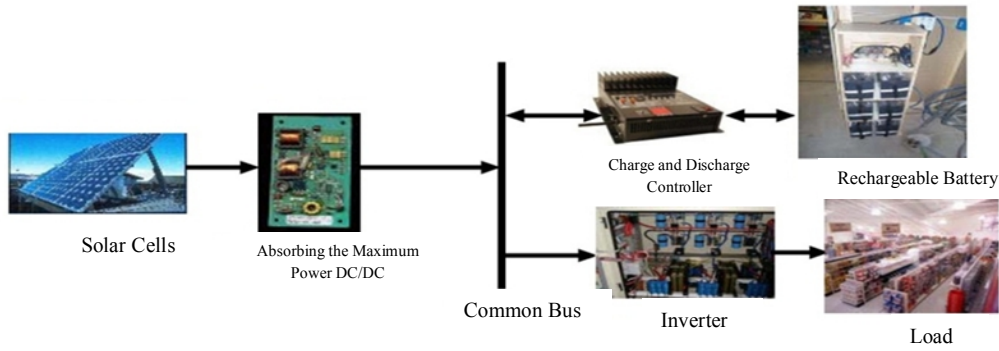 Solar Cells
Absorbing the Maximum
Power DC/DC
Common Bus
Charge and Discharge
Controller
Rechargeable Battery
Inverter
Load